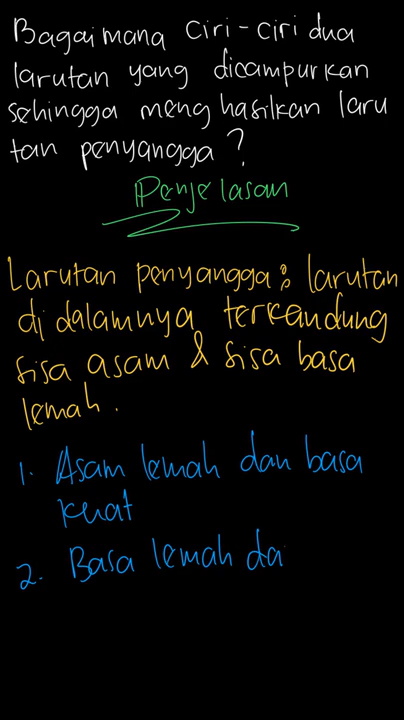 Bagaimana ciri-ciri dua
larutan yang dicampurkan
sehingga menghasilkan laru
tan penyangga?
Penjelasan
Larutan penyangga: larutan
di dalamnya terkandung
sisa asam & sisa basa
lemah.
1. Asam lemah dan basa
kuat
2. Basa lemah da